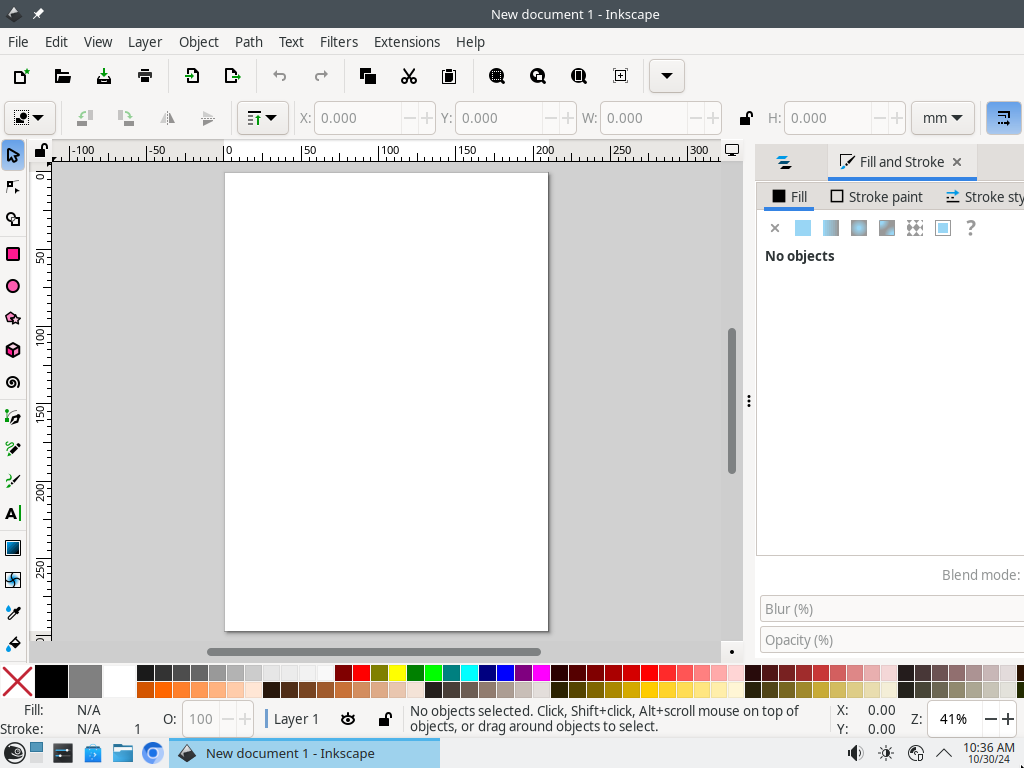 New document 1 - Inkscape
File Edit View Layer Object Path Text Filters Extensions Help
X: 0.000 Y: 0.000 W: 0.000 H: 0.000 mm
-100 -50 0 50 100 150 200 250 300
0
50
100
150
200
250
Fill and Stroke
Fill Stroke paint Stroke sty
?
No objects
Blend mode:
Blur (%)
Opacity (%)
Fill: N/A
Stroke: N/A 1
O: 100
Layer 1
No objects selected. Click, Shift+click, Alt+scroll mouse on top of
objects, or drag around objects to select.
X: 0.00
Y: 0.00
Z: 41%
New document 1 - Inkscape
10:36 AM
10/30/24